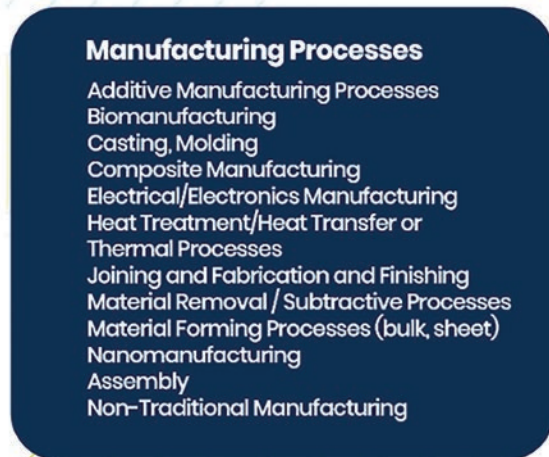 Manufacturing Processes
Additive Manufacturing Processes
Biomanufacturing
Casting, Molding
Composite Manufacturing
Electrical/Electronics Manufacturing
Heat Treatment/Heat Transfer or
Thermal Processes
Joining and Fabrication and Finishing
Material Removal / Subtractive Processes
Material Forming Processes (bulk, sheet)
Nanomanufacturing
Assembly
Non-Traditional Manufacturing